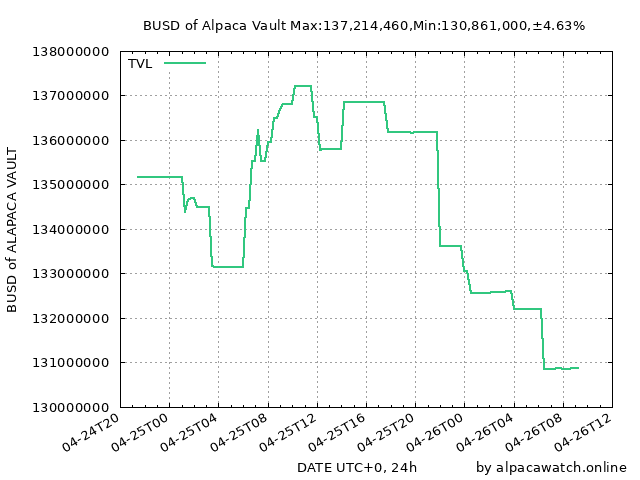 BUSD of Alpaca Vault Max:137,214,460,Min:130,861,000,±4.63%
138000000
TVL
137000000
136000000
135000000
134000000
133000000
132000000
131000000
130000000
BUSD of ALAPACA VAULT
04-24T20
04-25T00
04-25T04
04-25T08
04-25T12
04-25T16
04-25T20
04-26T00
04-26T04
04-26T08
04-26T12
DATE UTC+0, 24h
by alpacawatch.online